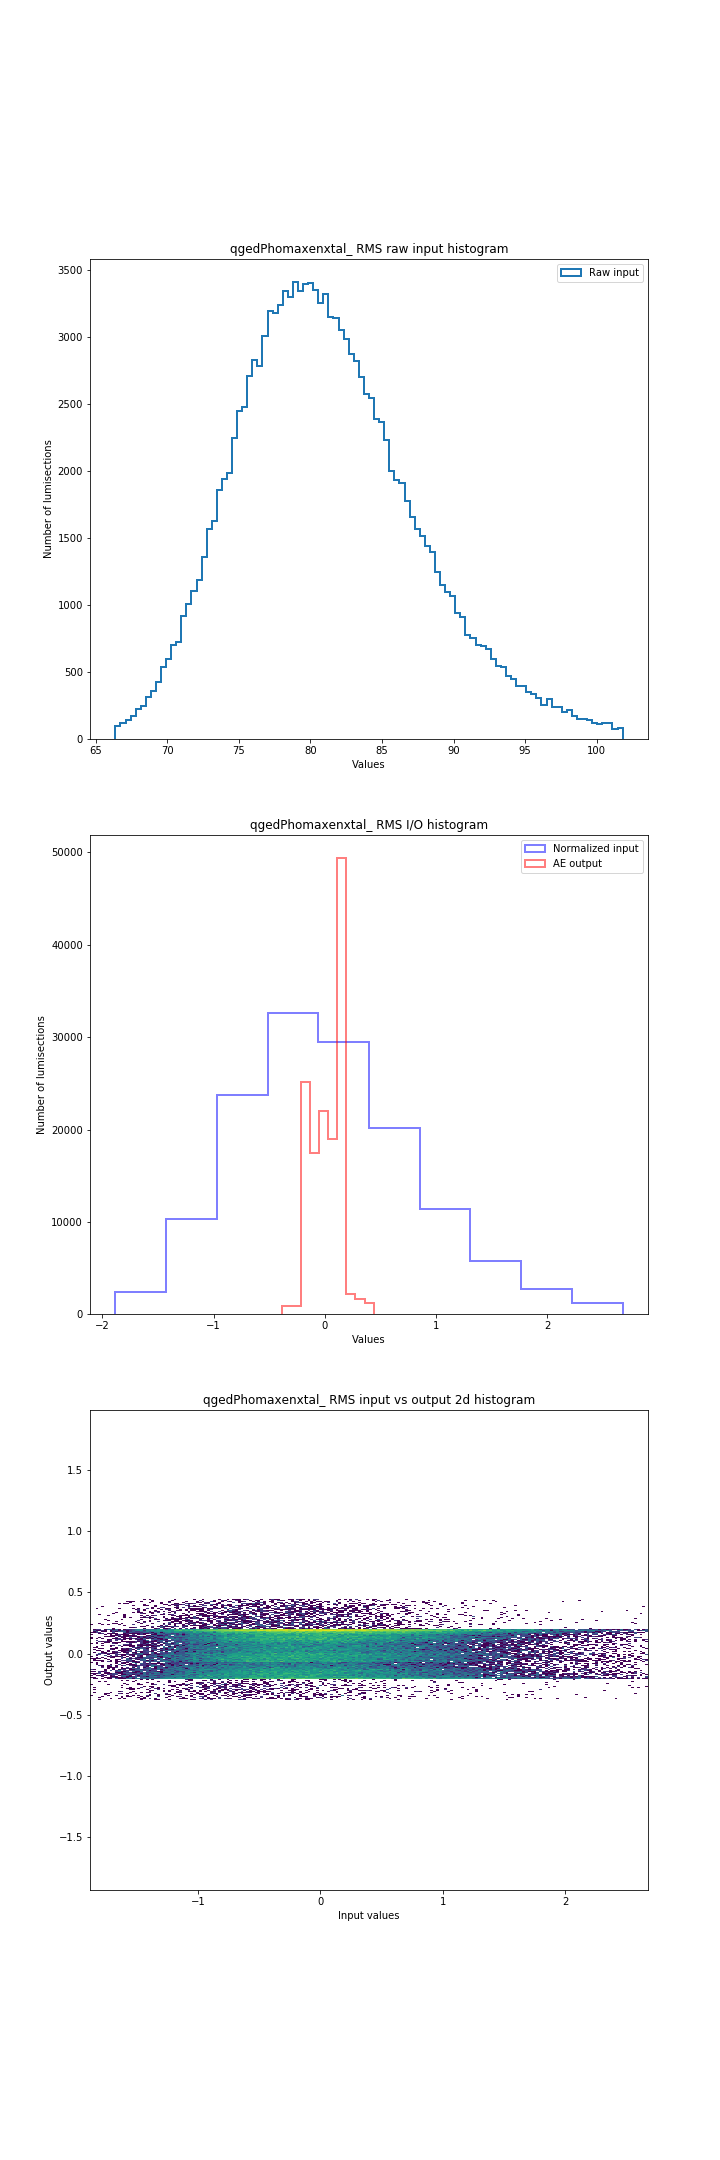 qgedPhomaxenxtal_ RMS raw input histogram
3500
3000
2500
2000
1500
1000
500
0
Number of lumisections
Raw input
65 70 75 80 85 90 95 100
Values
qgedPhomaxenxtal_ RMS I/O histogram
50000
40000
30000
20000
10000
0
Number of lumisections
Normalized input
AE output
−2 −1 0 1 2
Values
qgedPhomaxenxtal_ RMS input vs output 2d histogram
1.5
1.0
0.5
0.0
−0.5
−1.0
−1.5
Output values
−1 0 1 2
Input values